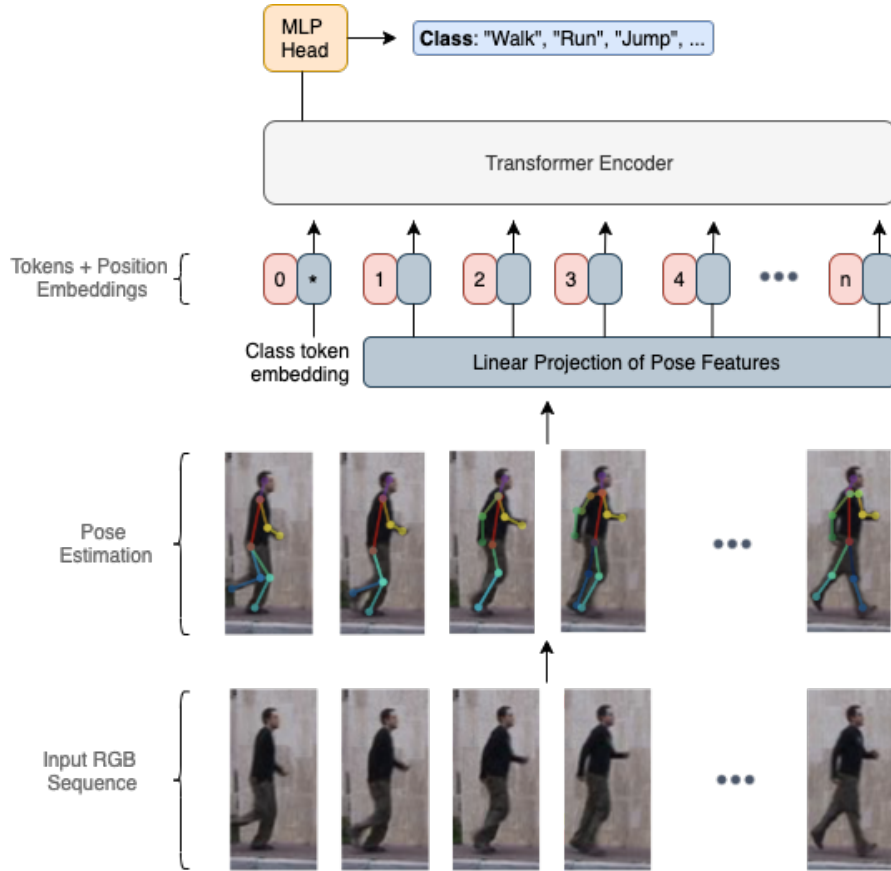 MLP
Head
Class: "Walk", "Run", "Jump", ...
Transformer Encoder
Tokens + Position
Embeddings
0 * 1 2 3 4 n
Class token
embedding
Linear Projection of Pose Features
Pose
Estimation
Input RGB
Sequence